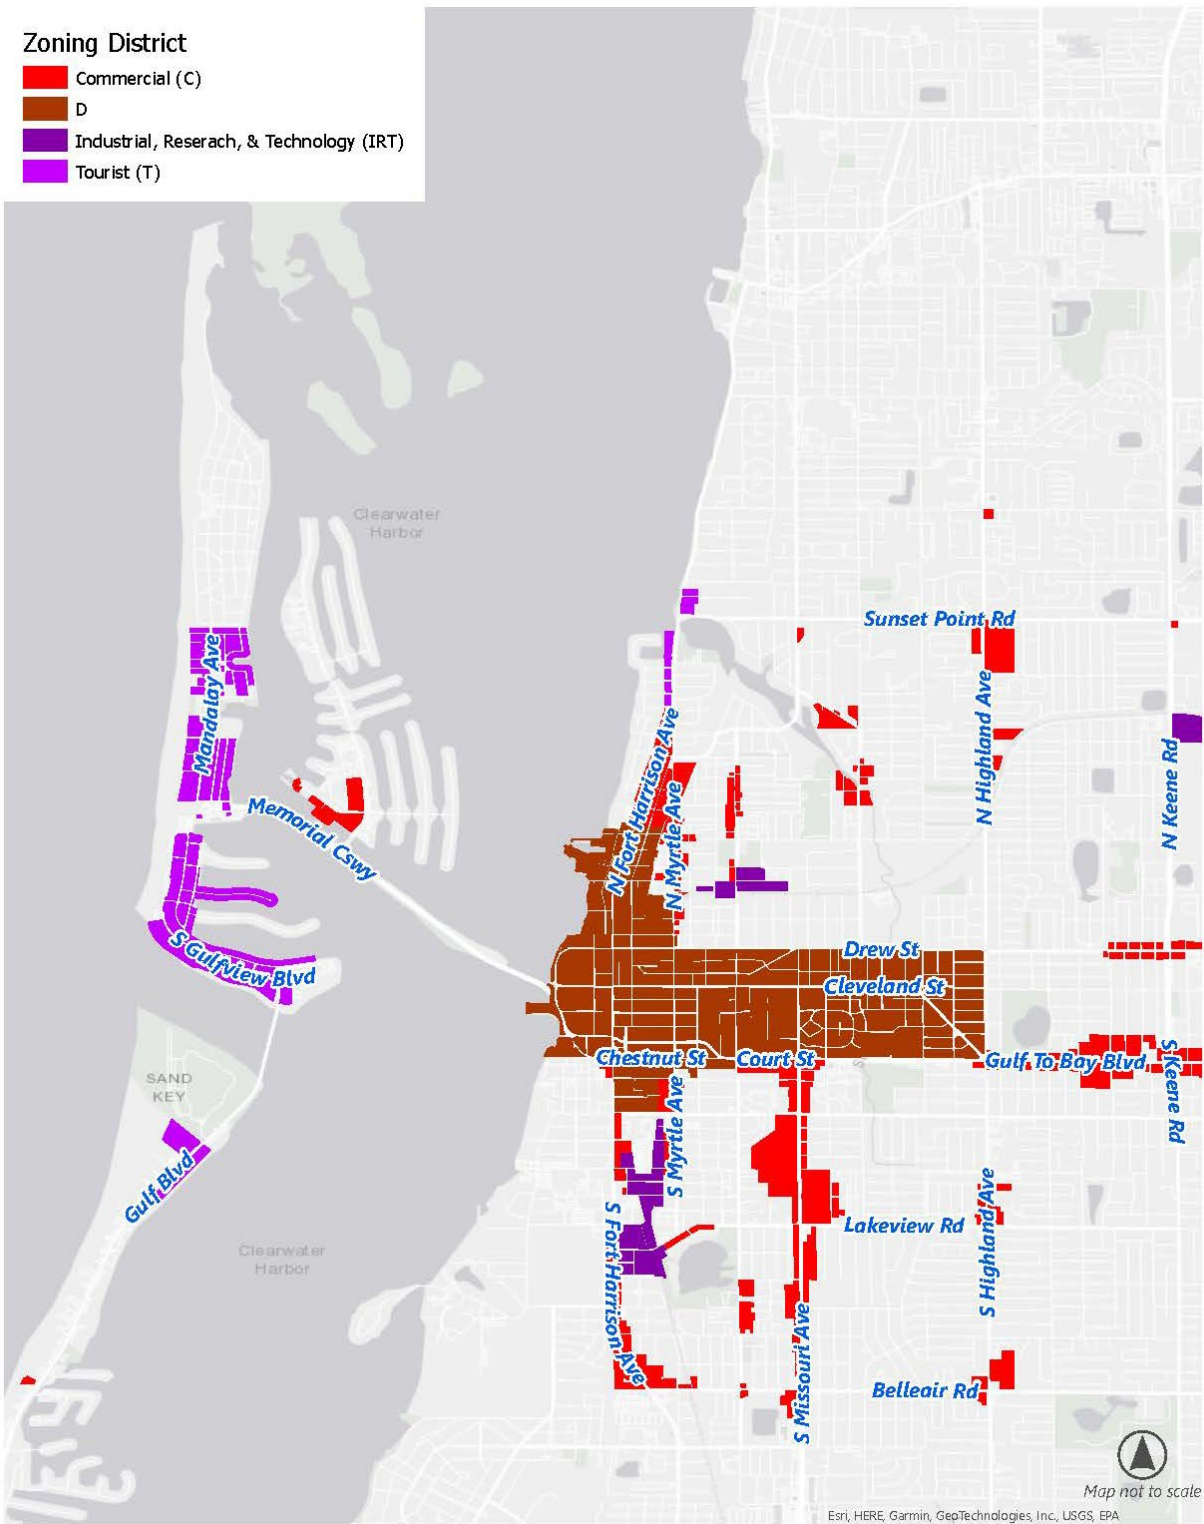 Zoning District
Commercial (C)
D
Industrial, Reserach, & Technology (IRT)
Tourist (T)
Clearwater
Harbor
Sunset Point Rd
Mandalay Ave
N Highland Ave
N Fort Harrison Ave
N Myrtle Ave
N Keene Rd
Memorial Cswy
S Gulfview Blvd
Drew St
Cleveland St
Chestnut St
Court St
Gulf To Bay Blvd
S Keene Rd
SAND
KEY
S Myrtle Ave
Gulf Blvd
S Fort Harrison Ave
Lakeview Rd
S Highland Ave
Clearwater
Harbor
S Missouri Ave
Belleair Rd
Map not to scale
Esri, HERE, Garmin, GeoTechnologies, Inc., USGS, EPA